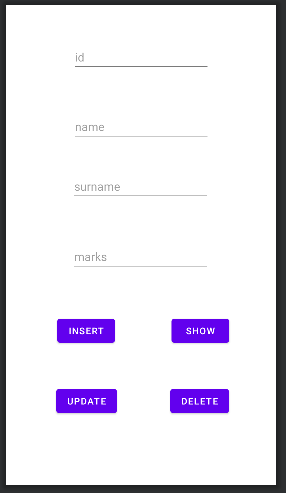 id
name
surname
marks
INSERT SHOW
UPDATE DELETE